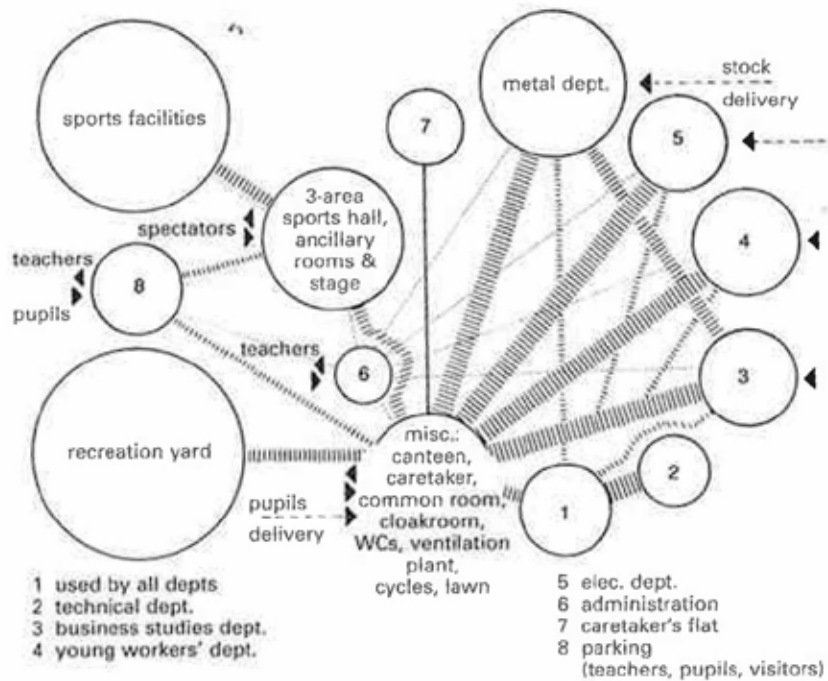 sports facilities
metal dept.
stock
delivery
7
5
3-area
sports hall,
ancillary
rooms &
stage
spectators
4
teachers
8
pupils
teachers
6
3
recreation yard
misc.:
canteen,
caretaker,
common room,
cloakroom,
WCs, ventilation
plant,
cycles, lawn
2
1
pupils
delivery
1 used by all depts
2 technical dept.
3 business studies dept.
4 young workers' dept.
5 elec. dept.
6 administration
7 caretaker's flat
8 parking
(teachers, pupils, visitors)